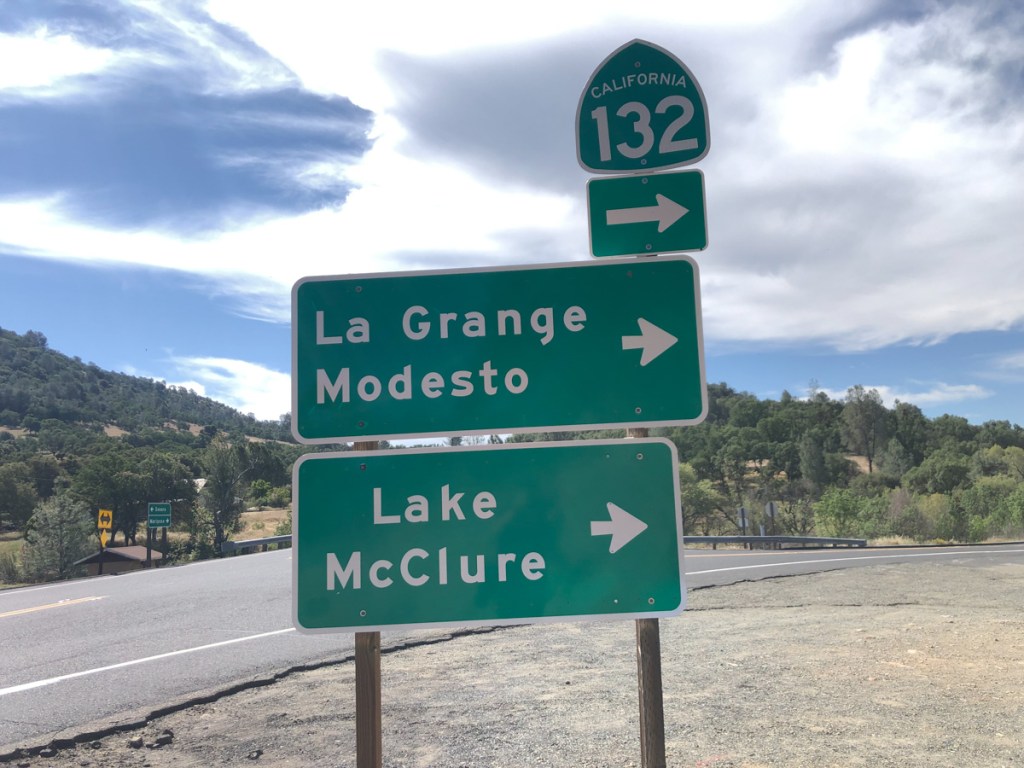 CALIFORNIA
132
La Grange
Modesto
Lake
McClure